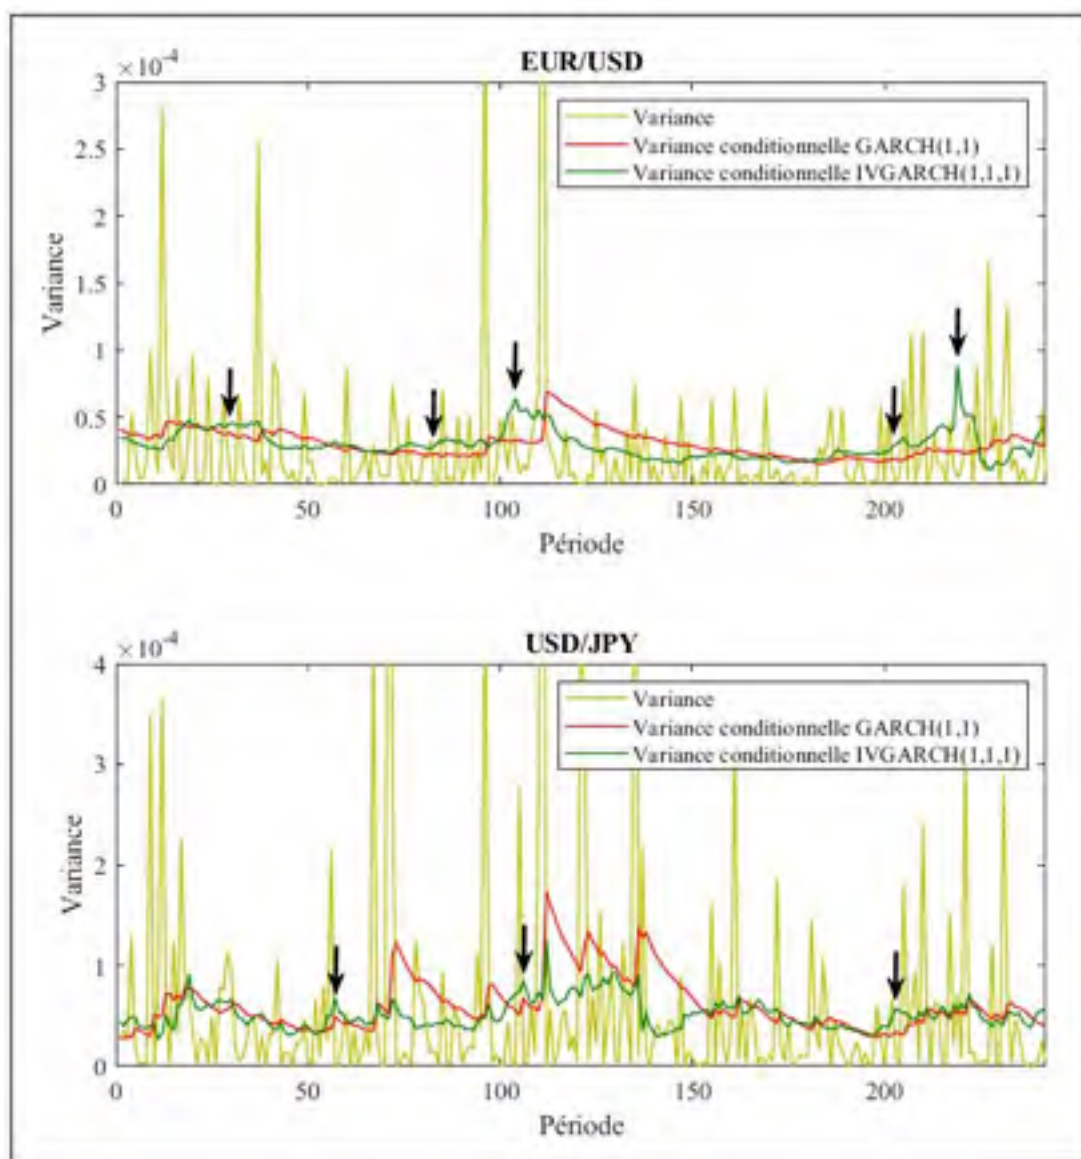 ×10⁻⁴
EUR/USD
3
2.5
2
1.5
1
0.5
0
Variance
Variance
Variance conditionnelle GARCH(1,1)
Variance conditionnelle IVGARCH(1,1,1)
0 50 100 150 200
Période
×10⁻⁴
USD/JPY
4
3
2
1
0
Variance
Variance
Variance conditionnelle GARCH(1,1)
Variance conditionnelle IVGARCH(1,1,1)
0 50 100 150 200
Période